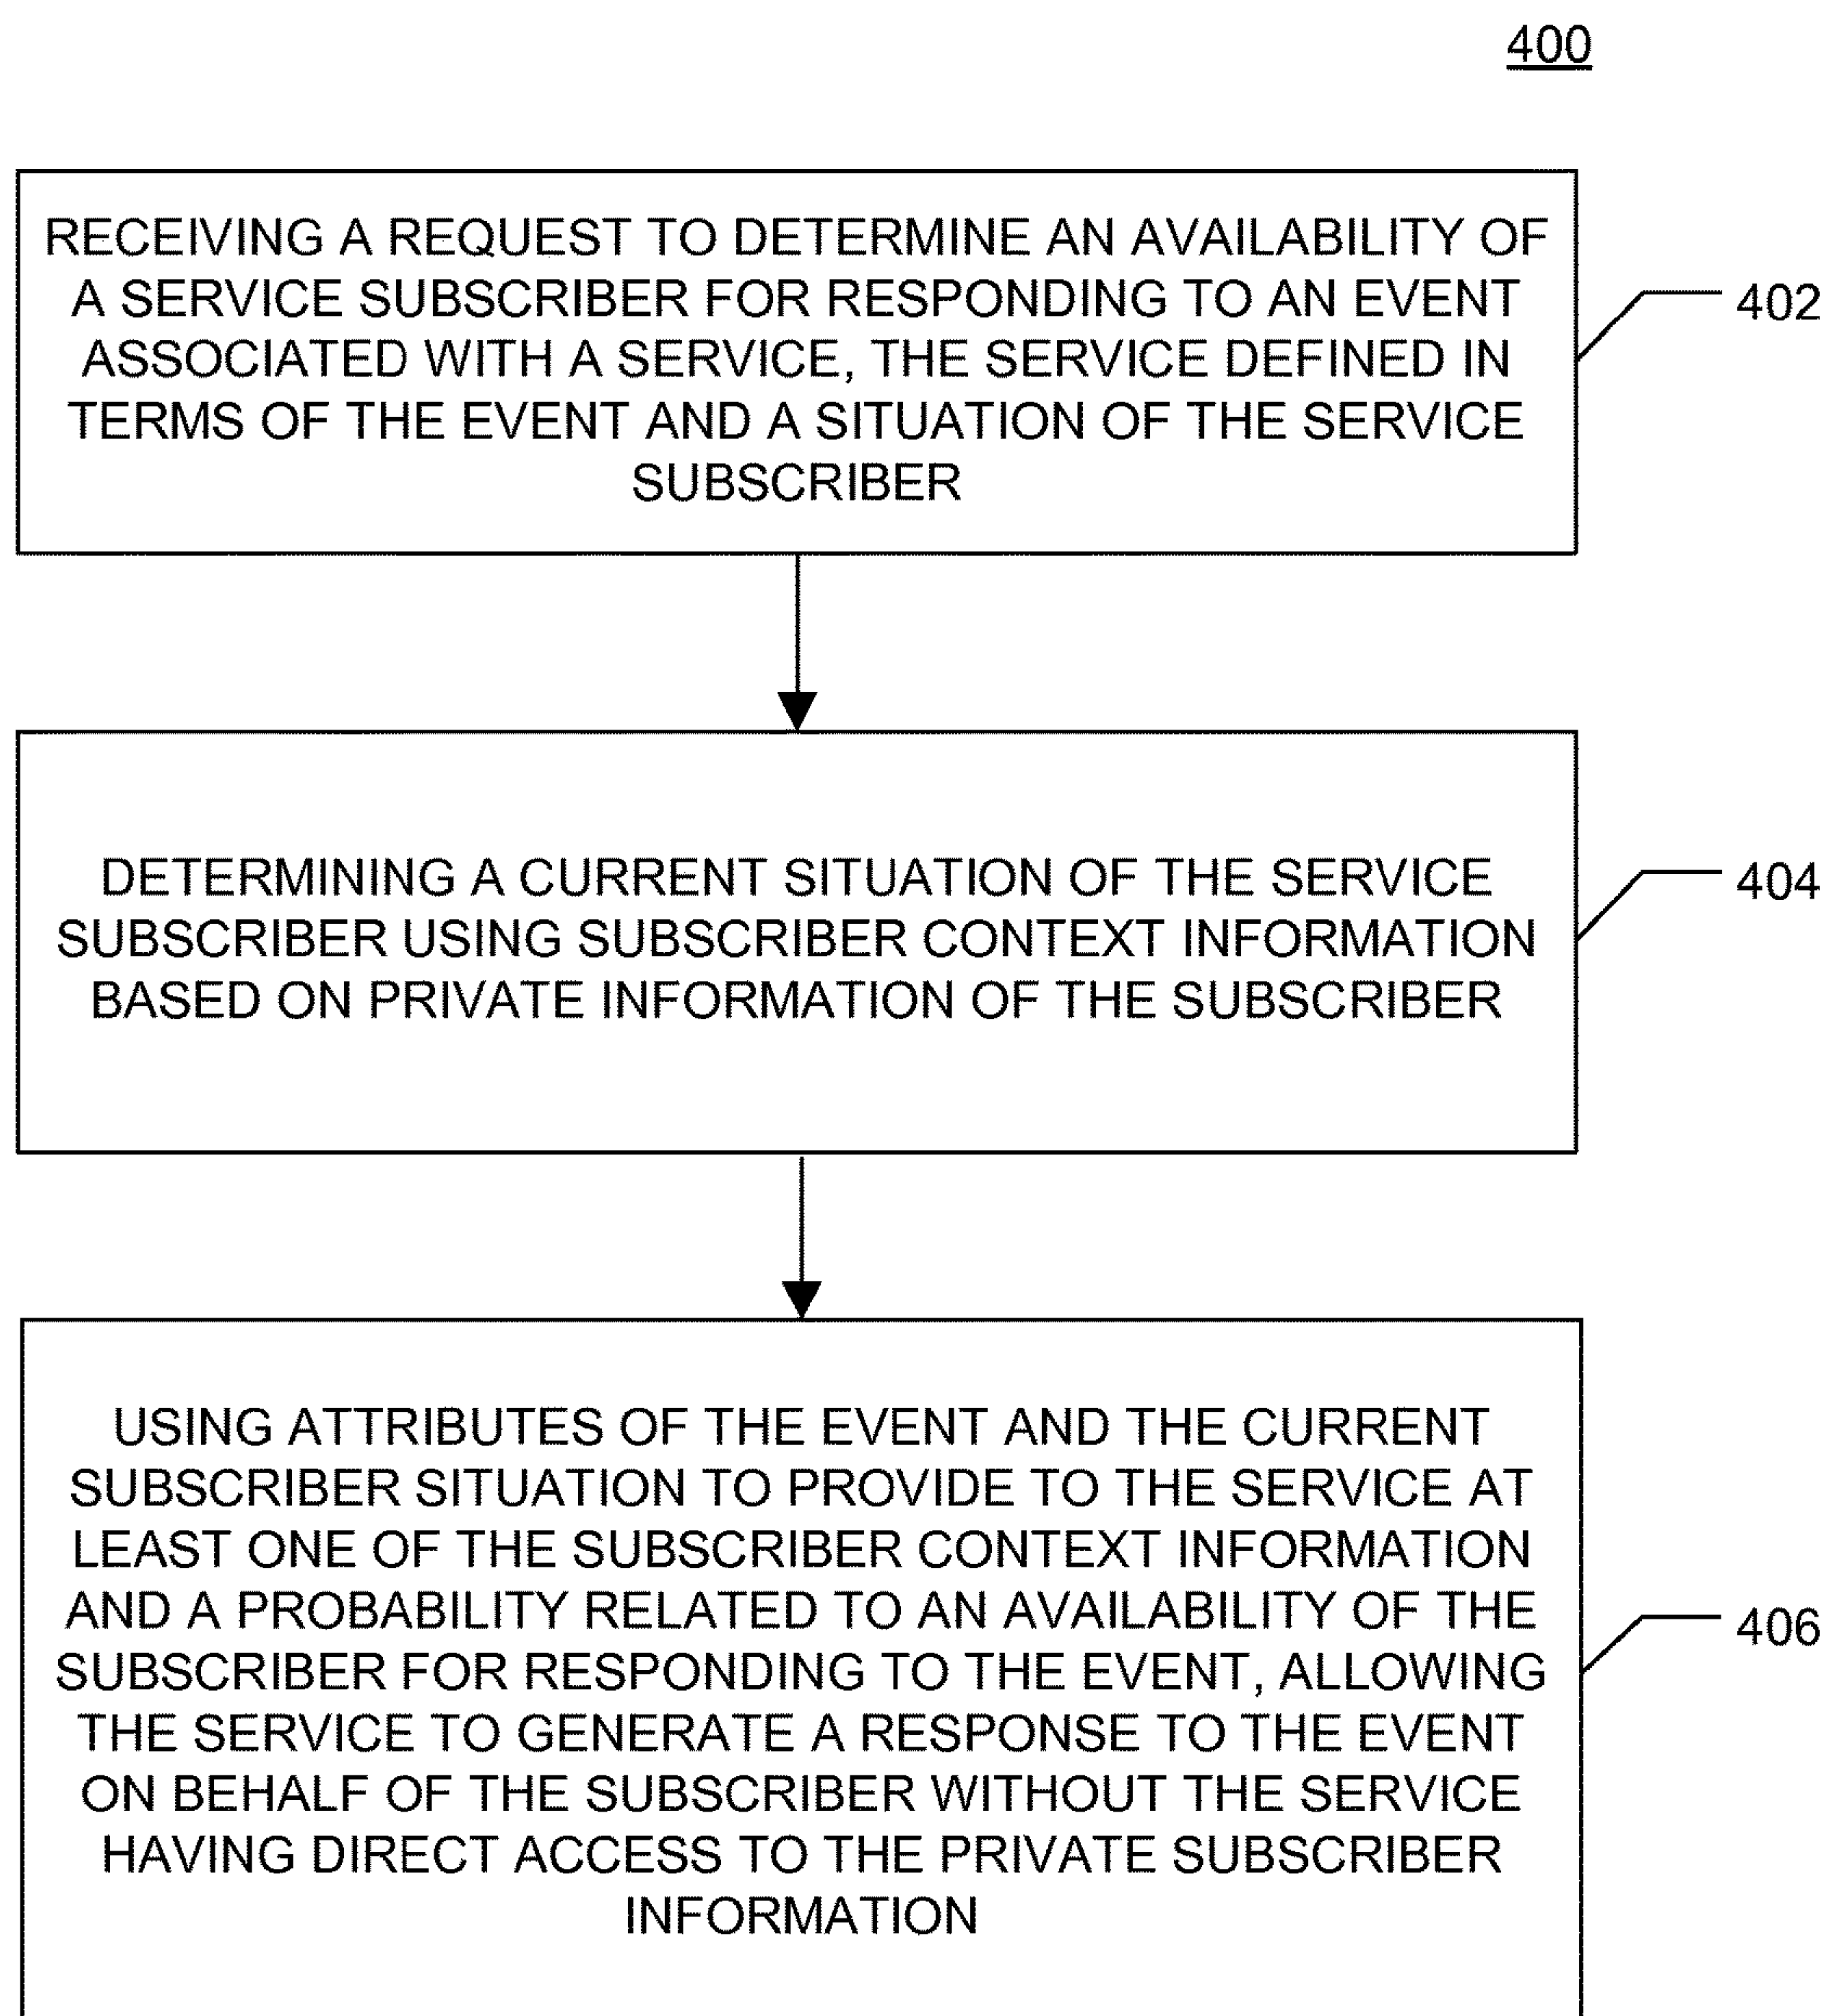 400
RECEIVING A REQUEST TO DETERMINE AN AVAILABILITY OF
A SERVICE SUBSCRIBER FOR RESPONDING TO AN EVENT
ASSOCIATED WITH A SERVICE, THE SERVICE DEFINED IN
TERMS OF THE EVENT AND A SITUATION OF THE SERVICE
SUBSCRIBER
402
DETERMINING A CURRENT SITUATION OF THE SERVICE
SUBSCRIBER USING SUBSCRIBER CONTEXT INFORMATION
BASED ON PRIVATE INFORMATION OF THE SUBSCRIBER
404
USING ATTRIBUTES OF THE EVENT AND THE CURRENT
SUBSCRIBER SITUATION TO PROVIDE TO THE SERVICE AT
LEAST ONE OF THE SUBSCRIBER CONTEXT INFORMATION
AND A PROBABILITY RELATED TO AN AVAILABILITY OF THE
SUBSCRIBER FOR RESPONDING TO THE EVENT, ALLOWING
THE SERVICE TO GENERATE A RESPONSE TO THE EVENT
ON BEHALF OF THE SUBSCRIBER WITHOUT THE SERVICE
HAVING DIRECT ACCESS TO THE PRIVATE SUBSCRIBER
INFORMATION
406